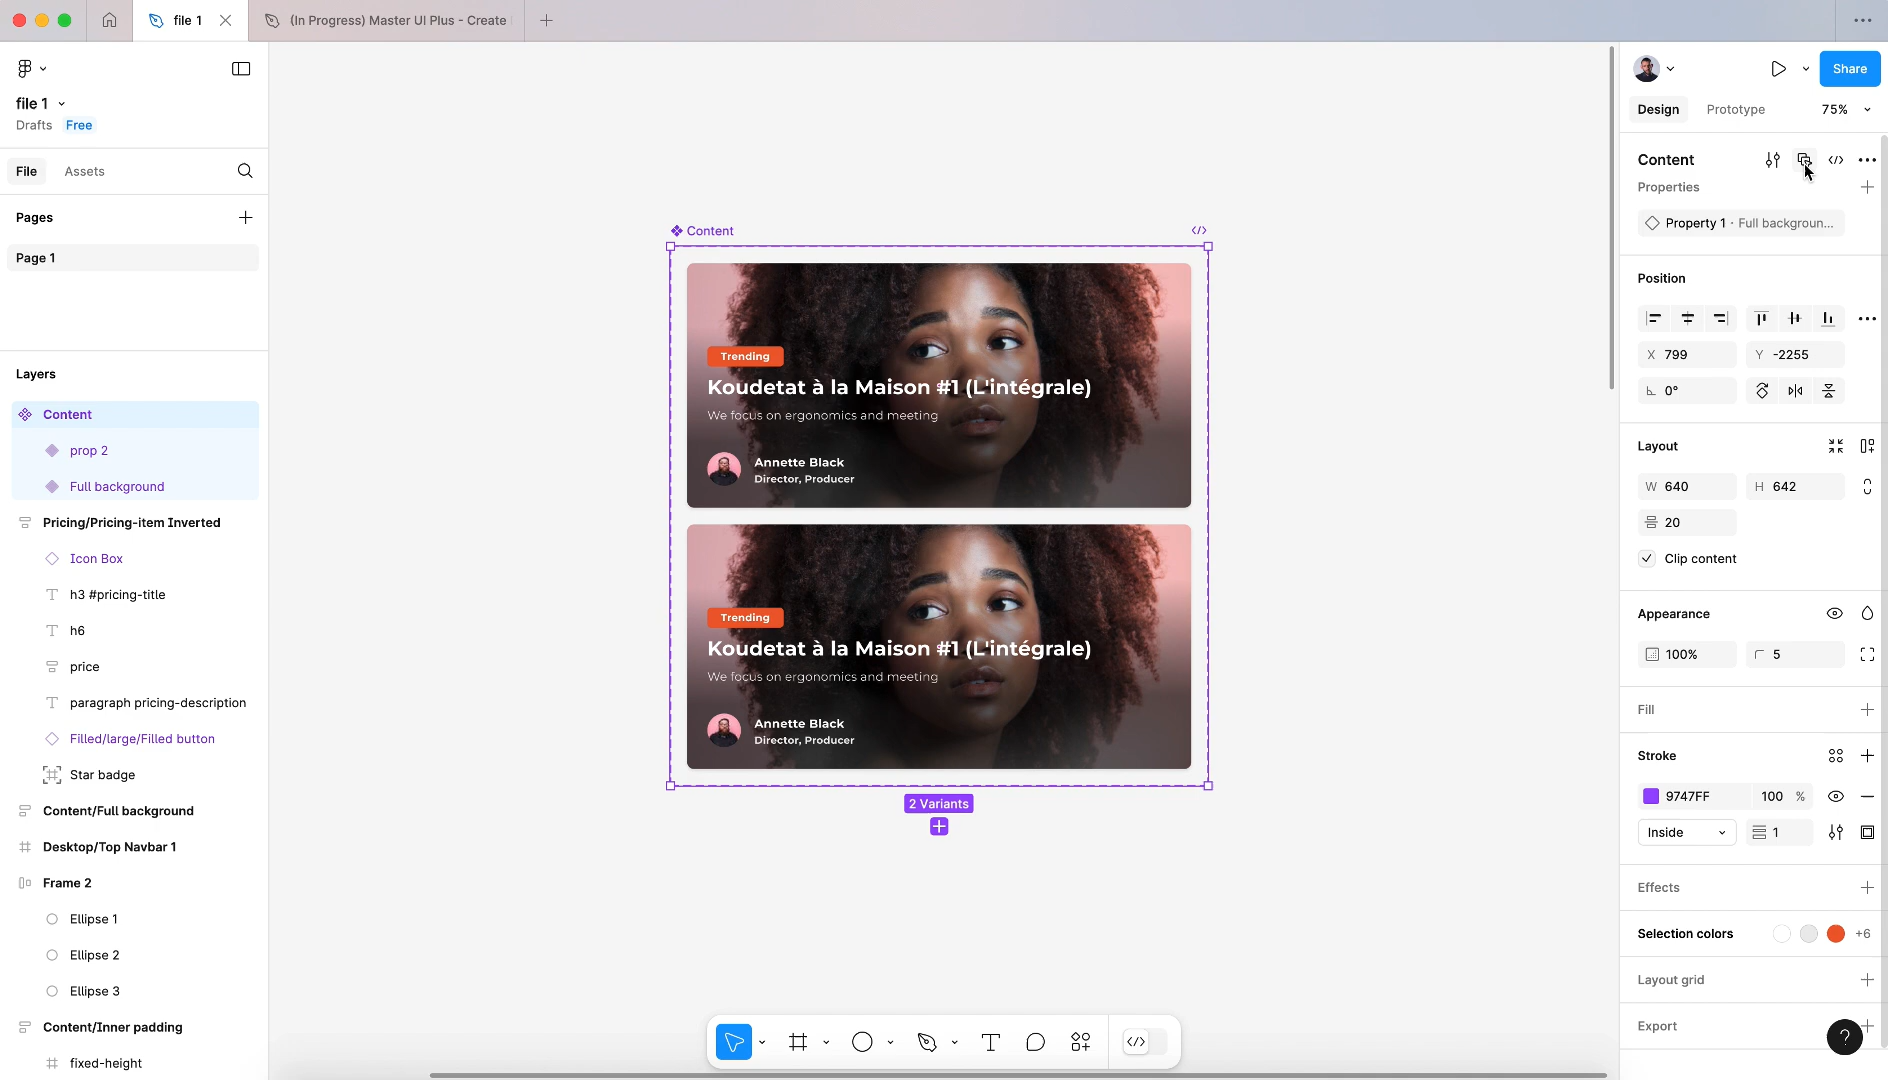 file 1
(In Progress) Master UI Plus - Create
file 1
Drafts Free
File Assets
Pages
Page 1
Layers
Content
prop 2
Full background
Pricing/Pricing-item Inverted
Icon Box
h3 #pricing-title
h6
price
paragraph pricing-description
Filled/large/Filled button
Star badge
Content/Full background
Desktop/Top Navbar 1
Frame 2
Ellipse 1
Ellipse 2
Ellipse 3
Content/Inner padding
fixed-height
Content
Trending
Koudetat à la Maison #1 (L'intégrale)
We focus on ergonomics and meeting
Annette Black
Director, Producer
Trending
Koudetat à la Maison #1 (L'intégrale)
We focus on ergonomics and meeting
Annette Black
Director, Producer
2 Variants
Share
Design Prototype 75%
Content
Properties
Property 1 · Full backgroun...
Position
X 799 Y -2255
0°
Layout
W 640 H 642
20
Clip content
Appearance
100% 5
Fill
Stroke
9747FF 100 %
Inside 1
Effects
Selection colors +6
Layout grid
Export
?